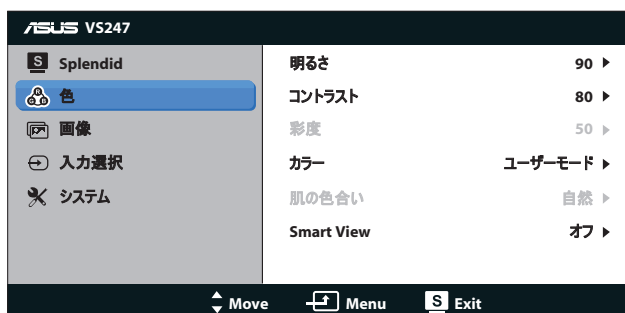 ASUS VS247
S Splendid
色
画像
入力選択
システム
明るさ 90
コントラスト 80
彩度 50
カラー ユーザーモード
肌の色合い 自然
Smart View オフ
Move Menu S Exit